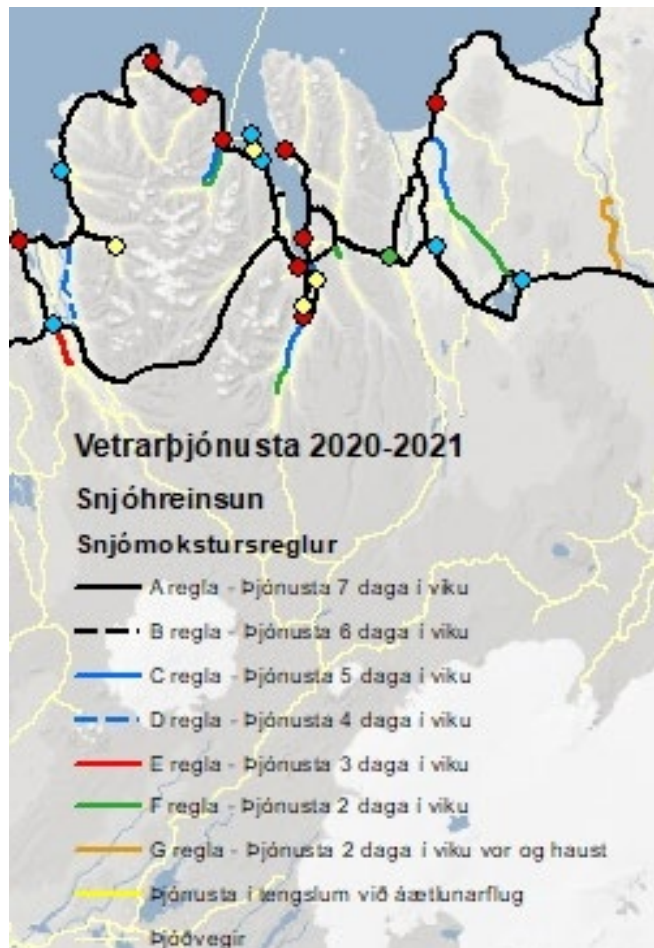 Vetrarþjónusta 2020-2021
Snjóhreinsun
Snjómokstursreglur
A regla - Þjónusta 7 daga í viku
B regla - Þjónusta 6 daga í viku
C regla - Þjónusta 5 daga í viku
D regla - Þjónusta 4 daga í viku
E regla - Þjónusta 3 daga í viku
F regla - Þjónusta 2 daga í viku
G regla - Þjónusta 2 daga í viku vor og haust
Þjónusta í tengslum við áætlunarflug
Þjóðvegir